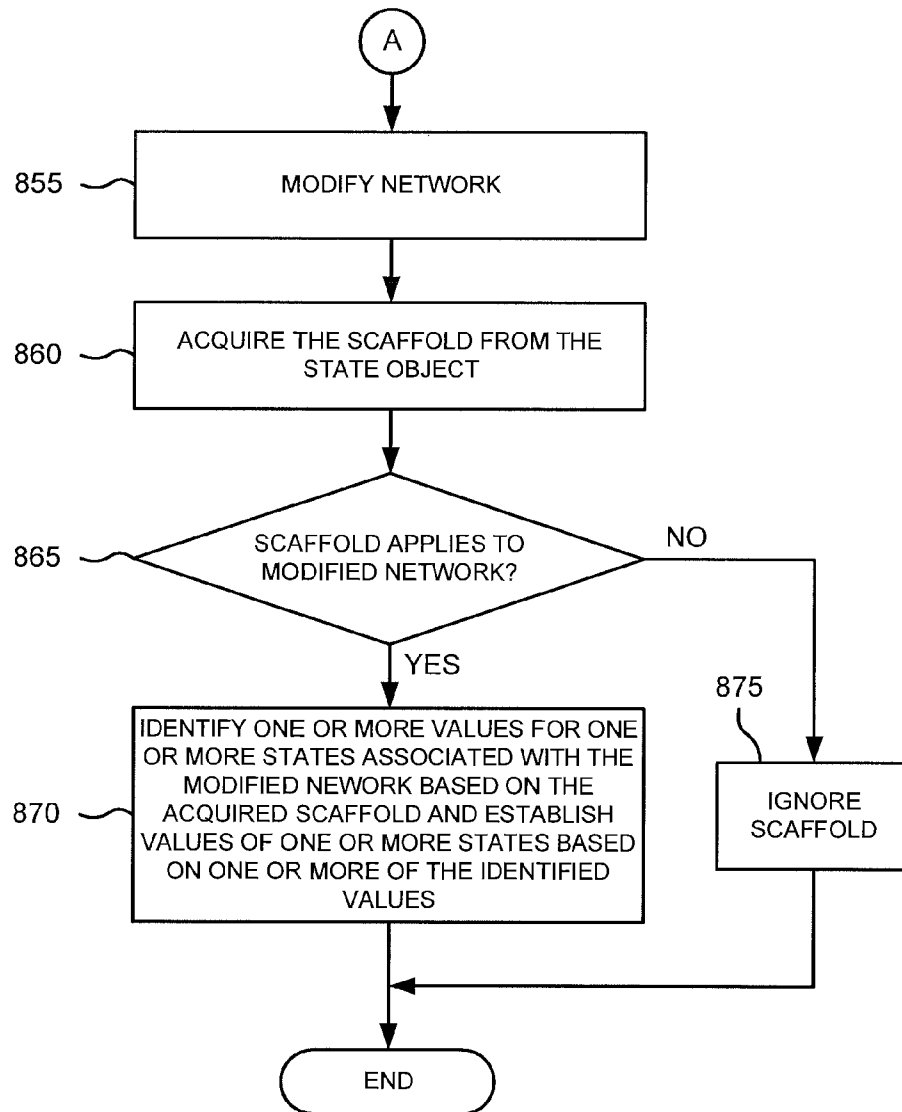 A
855
MODIFY NETWORK
860
ACQUIRE THE SCAFFOLD FROM THE
STATE OBJECT
865
SCAFFOLD APPLIES TO
MODIFIED NETWORK?
NO
YES
875
870
IDENTIFY ONE OR MORE VALUES FOR ONE
OR MORE STATES ASSOCIATED WITH THE
MODIFIED NEWORK BASED ON THE
ACQUIRED SCAFFOLD AND ESTABLISH
VALUES OF ONE OR MORE STATES BASED
ON ONE OR MORE OF THE IDENTIFIED
VALUES
IGNORE
SCAFFOLD
END